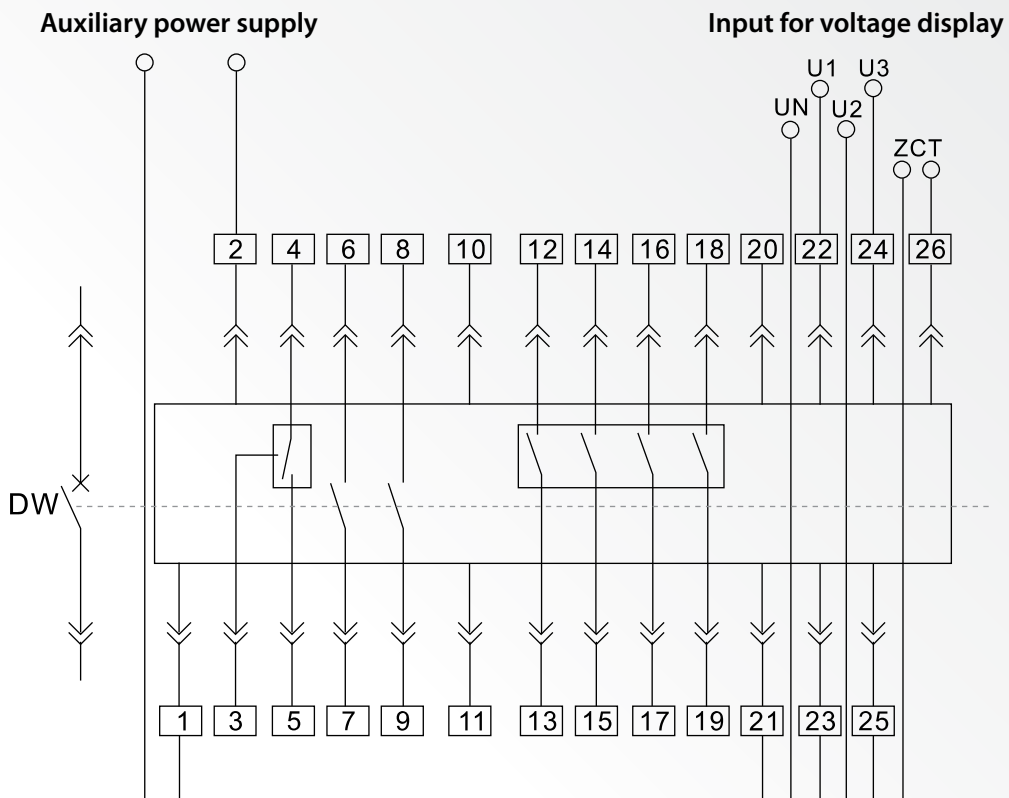 Auxiliary power supply
Input for voltage display
U1 U3
UN U2
ZCT
2 4 6 8 10 12 14 16 18 20 22 24 26
DW
1 3 5 7 9 11 13 15 17 19 21 23 25